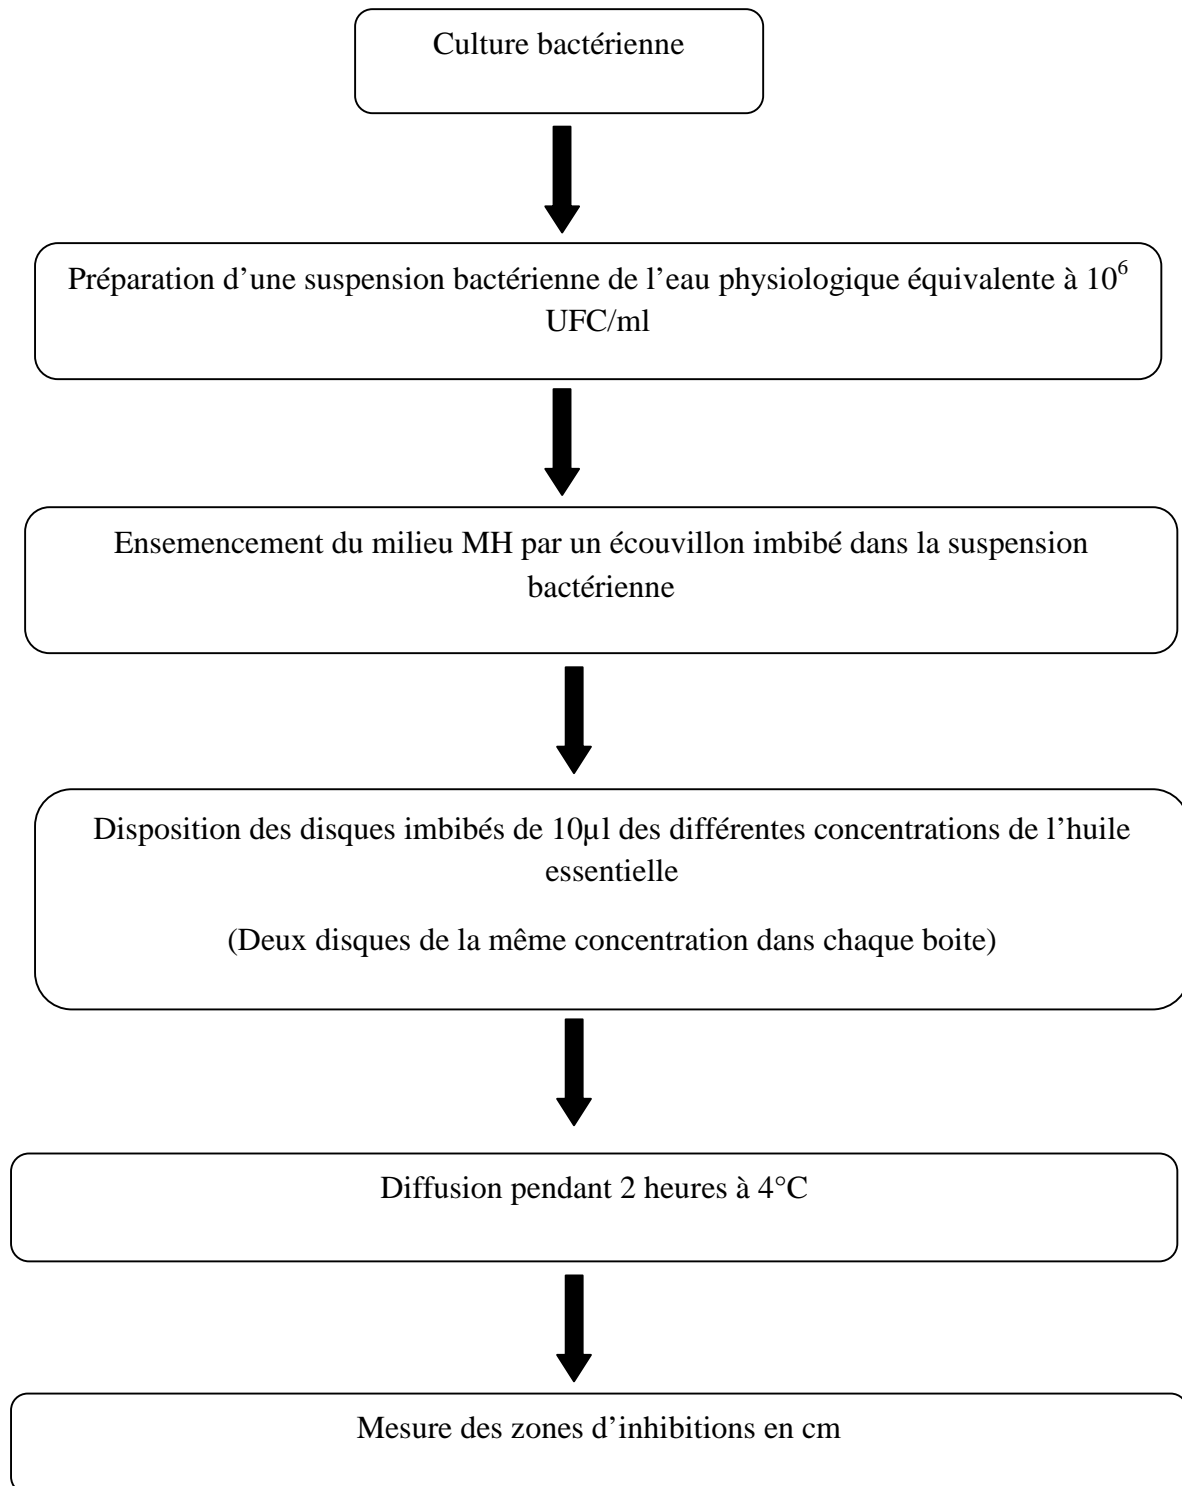 Culture bactérienne
Préparation d’une suspension bactérienne de l’eau physiologique équivalente à 10⁶
UFC/ml
Ensemencement du milieu MH par un écouvillon imbibé dans la suspension
bactérienne
Disposition des disques imbibés de 10µl des différentes concentrations de l’huile
essentielle
(Deux disques de la même concentration dans chaque boite)
Diffusion pendant 2 heures à 4°C
Mesure des zones d’inhibitions en cm